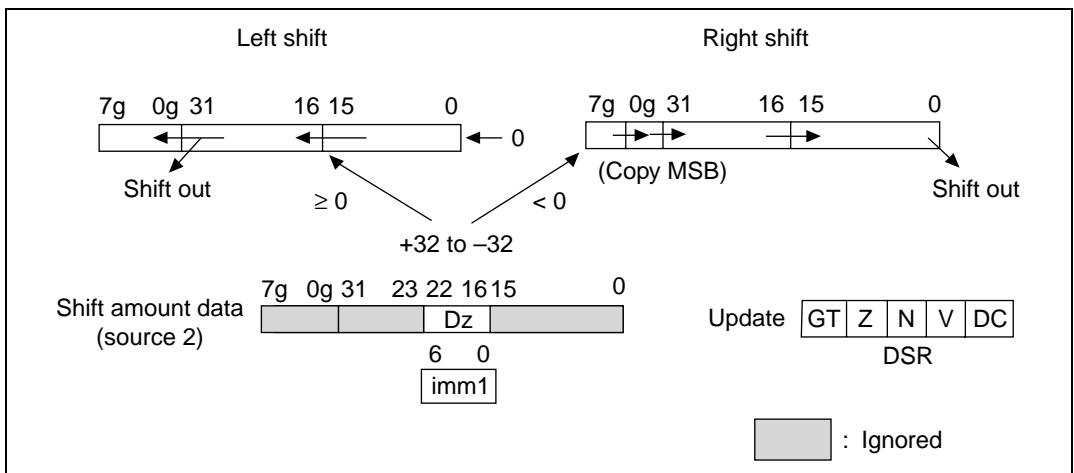 Left shift Right shift
7g 0g 31 16 15 0 7g 0g 31 16 15 0
0
(Copy MSB)
Shift out Shift out
≥ 0 < 0
+32 to –32
7g 0g 31 23 22 16 15 0
Shift amount data
(source 2)
Dz
Update GT Z N V DC
DSR
6 0
imm1
: Ignored